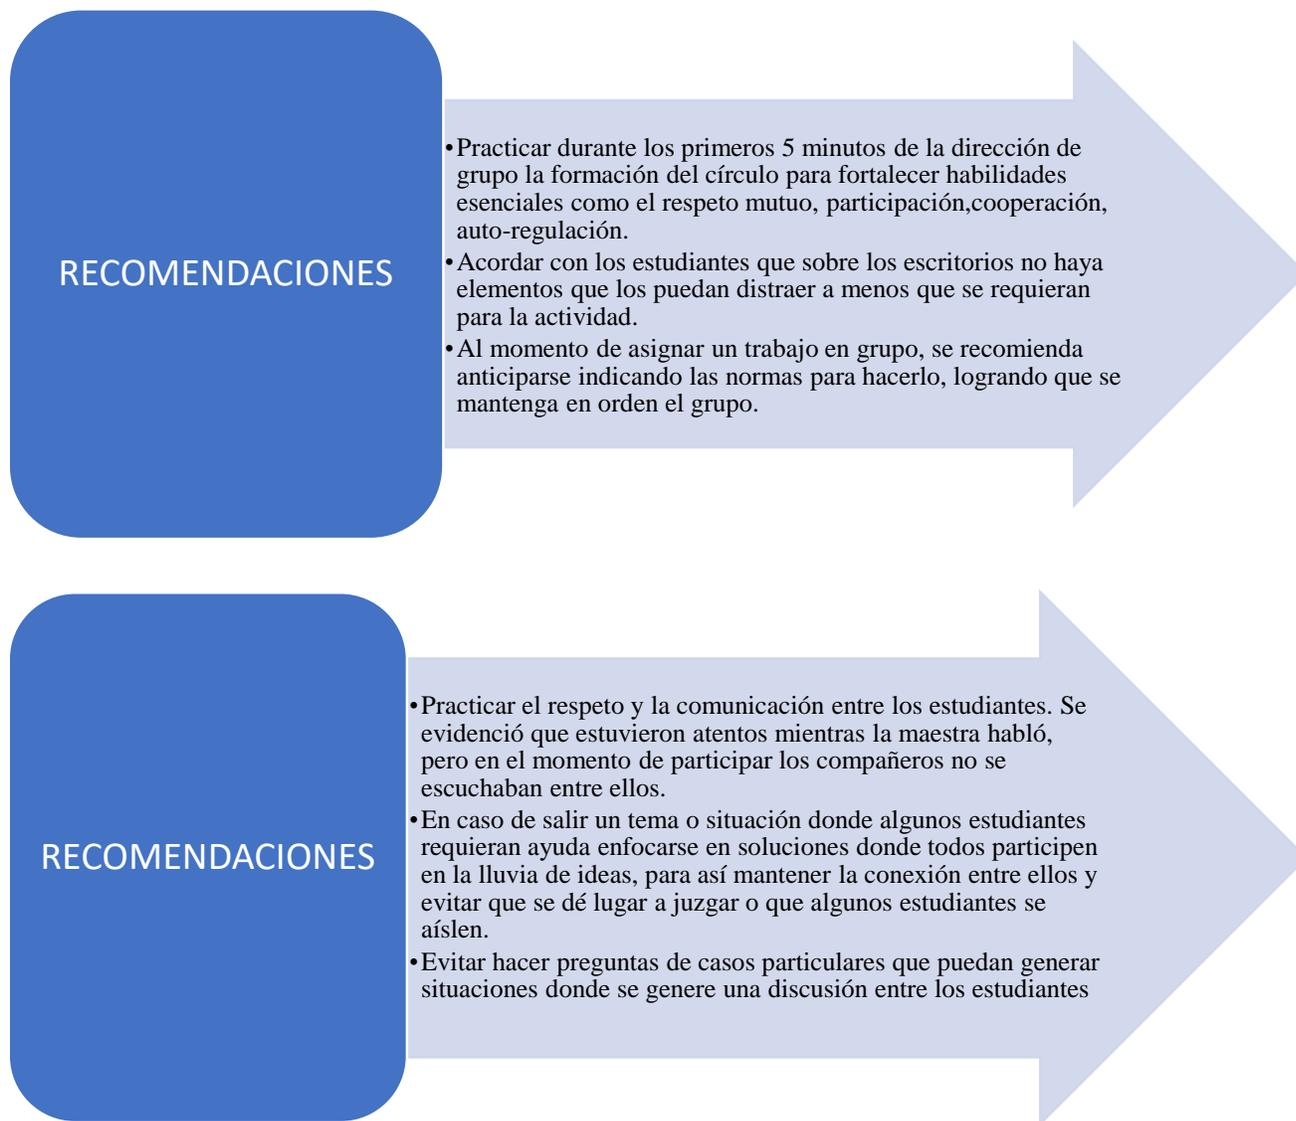 RECOMENDACIONES
•Practicar durante los primeros 5 minutos de la dirección de
grupo la formación del círculo para fortalecer habilidades
esenciales como el respeto mutuo, participación,cooperación,
auto-regulación.
•Acordar con los estudiantes que sobre los escritorios no haya
elementos que los puedan distraer a menos que se requieran
para la actividad.
•Al momento de asignar un trabajo en grupo, se recomienda
anticiparse indicando las normas para hacerlo, logrando que se
mantenga en orden el grupo.
RECOMENDACIONES
•Practicar el respeto y la comunicación entre los estudiantes. Se
evidenció que estuvieron atentos mientras la maestra habló,
pero en el momento de participar los compañeros no se
escuchaban entre ellos.
•En caso de salir un tema o situación donde algunos estudiantes
requieran ayuda enfocarse en soluciones donde todos participen
en la lluvia de ideas, para así mantener la conexión entre ellos y
evitar que se dé lugar a juzgar o que algunos estudiantes se
aíslen.
•Evitar hacer preguntas de casos particulares que puedan generar
situaciones donde se genere una discusión entre los estudiantes